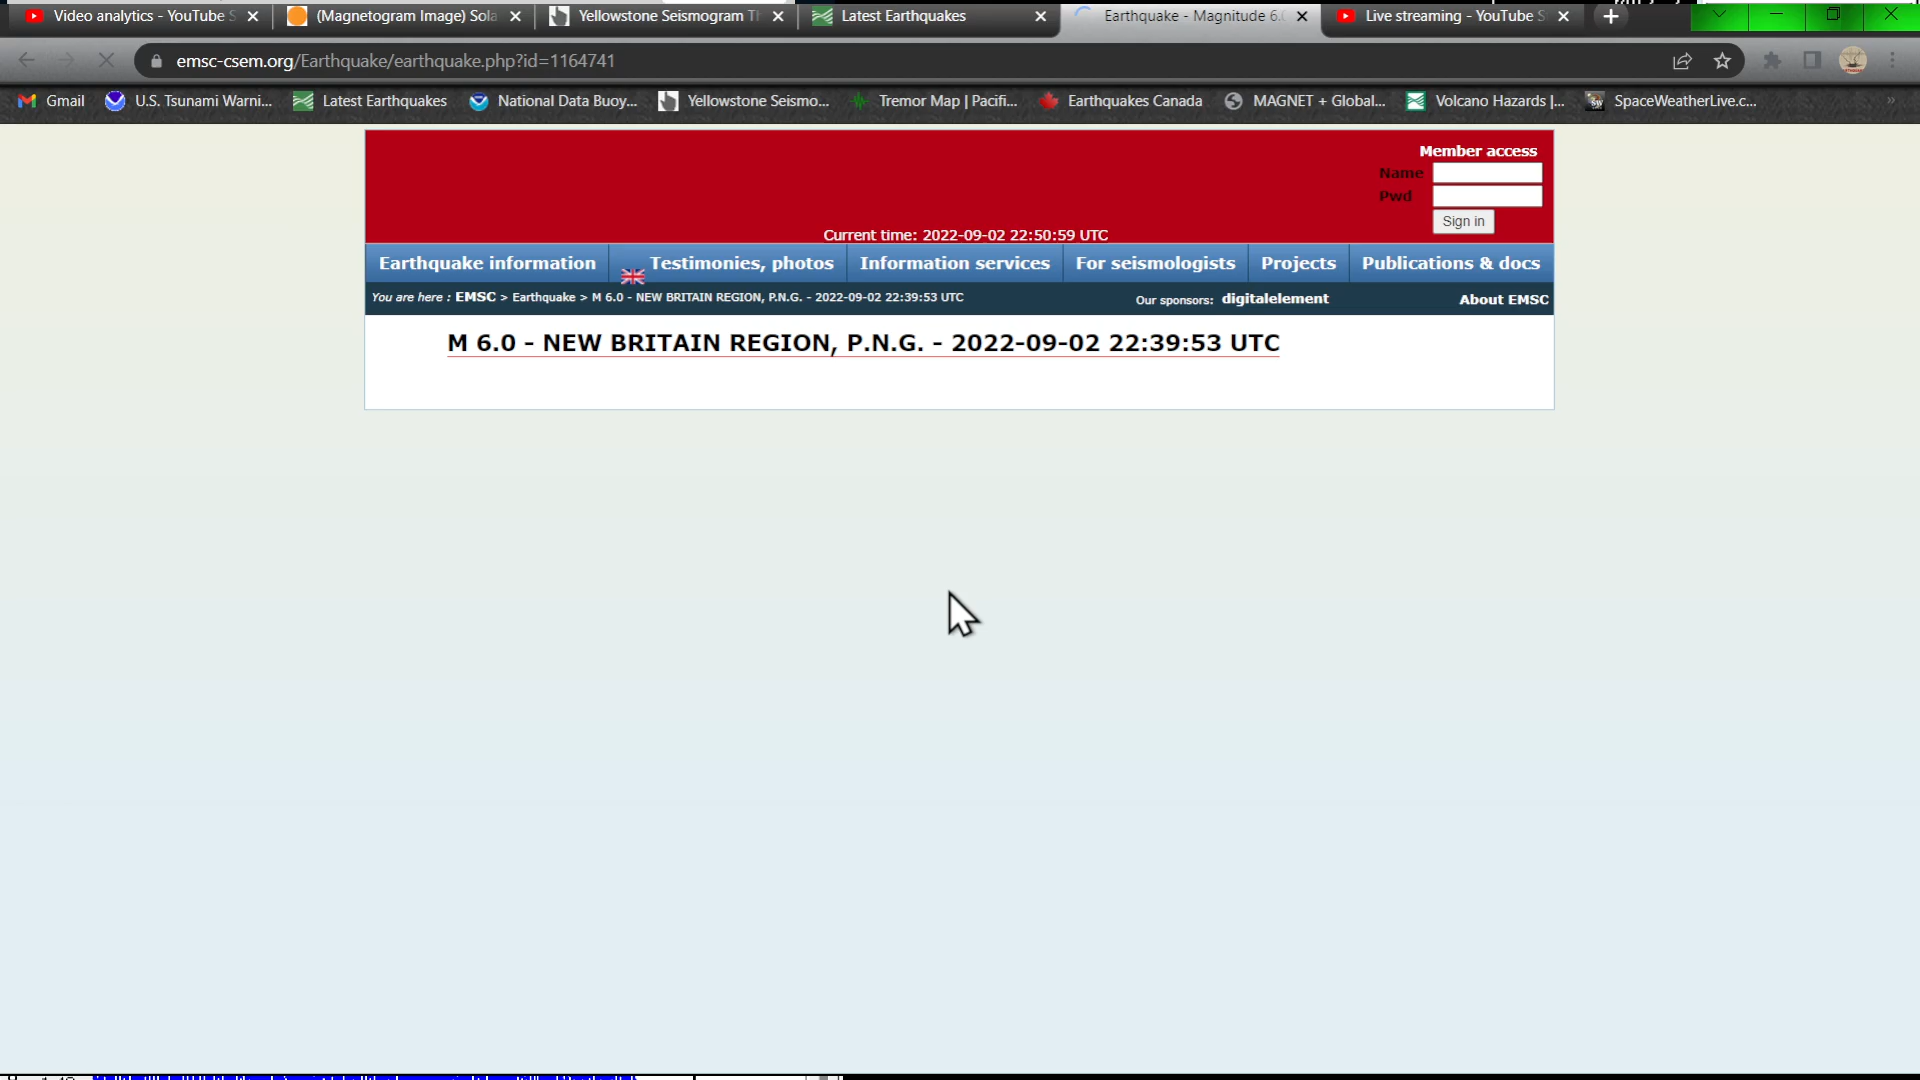 Video analytics - YouTube S
(Magnetogram Image) Sola
Yellowstone Seismogram T
Latest Earthquakes
Earthquake - Magnitude 6.0
Live streaming - YouTube S
emsc-csem.org/Earthquake/earthquake.php?id=1164741
Gmail
U.S. Tsunami Warni...
Latest Earthquakes
National Data Buoy...
Yellowstone Seismo...
Tremor Map | Pacifi...
Earthquakes Canada
MAGNET + Global...
Volcano Hazards |...
SpaceWeatherLive.c...
»
Member access
Name
Pwd
Sign in
Current time: 2022-09-02 22:50:59 UTC
Earthquake information
Testimonies, photos
Information services
For seismologists
Projects
Publications & docs
You are here : EMSC > Earthquake > M 6.0 - NEW BRITAIN REGION, P.N.G. - 2022-09-02 22:39:53 UTC
Our sponsors: digitalelement
About EMSC
M 6.0 - NEW BRITAIN REGION, P.N.G. - 2022-09-02 22:39:53 UTC